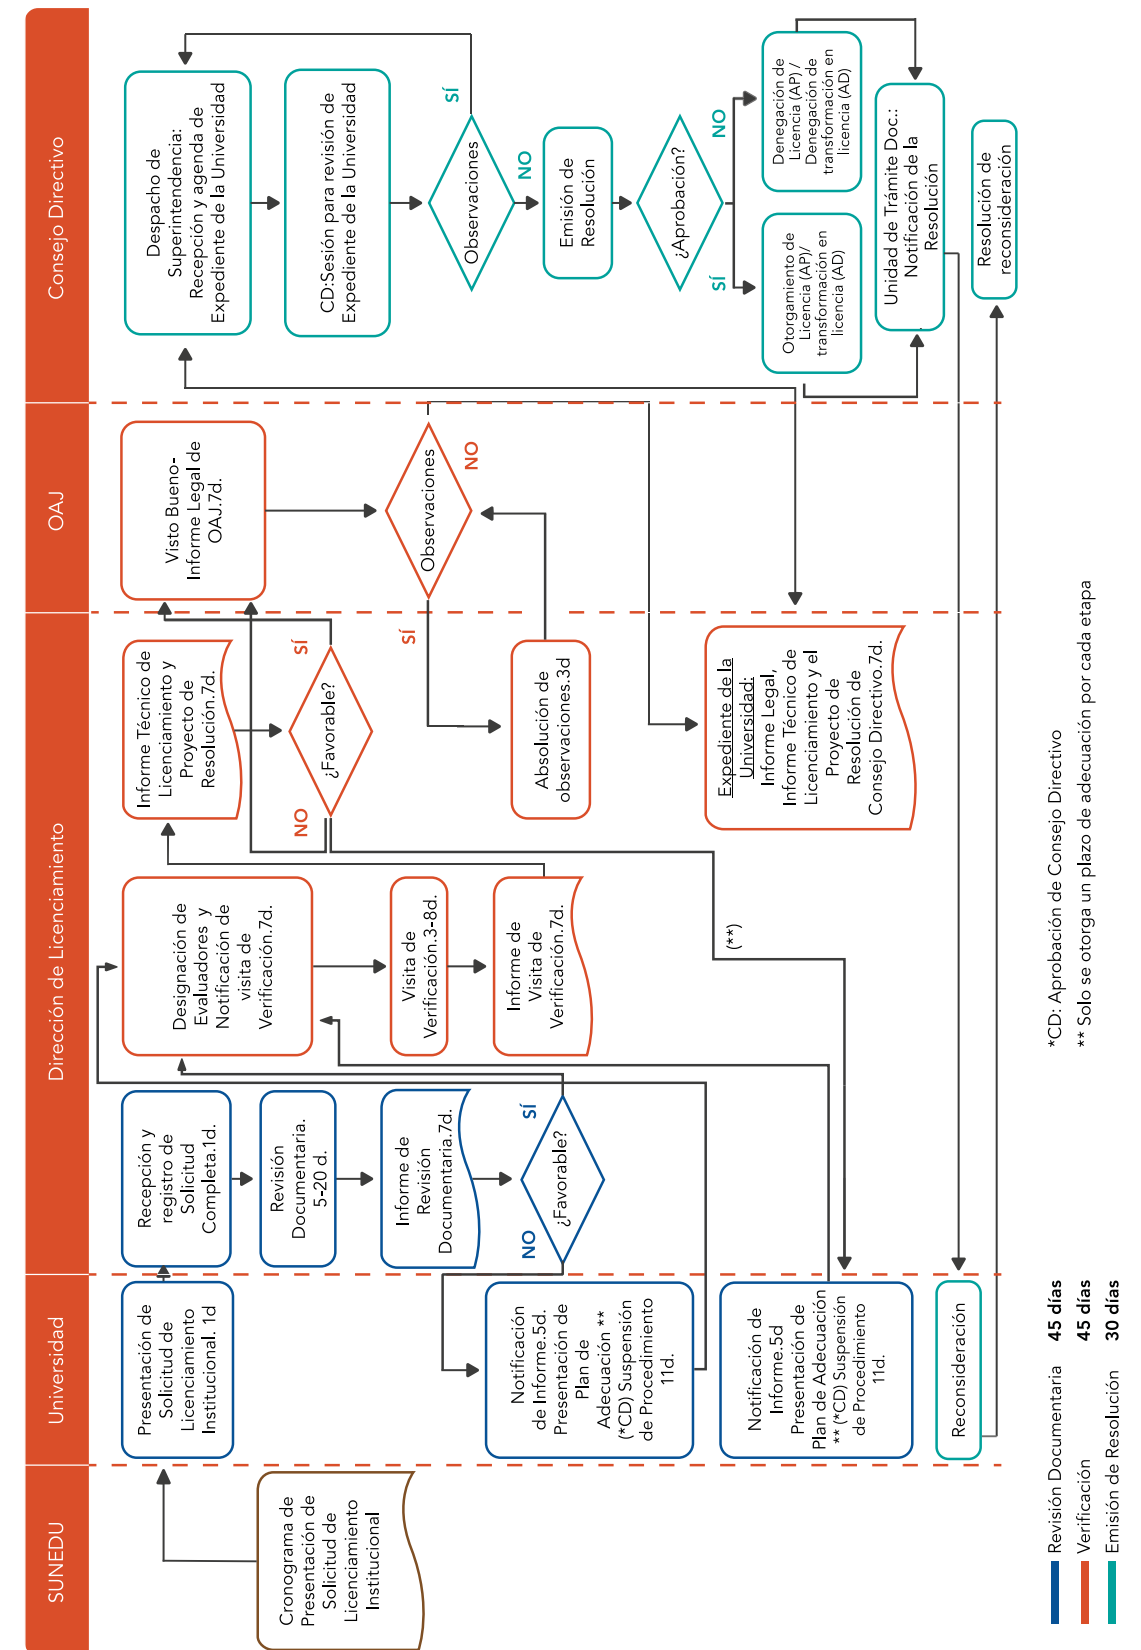 SUNEDU
Universidad
Dirección de Licenciamiento
OAJ
Consejo Directivo
Cronograma de
Presentación de
Solicitud de
Licenciamiento
Institucional
Presentación de
Solicitud de
Licenciamiento
Institucional. 1d
Recepción y
registro de
Solicitud
Completa.1d.
Revisión
Documentaria.
5-20 d.
Informe de
Revisión
Documentaria.7d.
¿Favorable?
NO
SÍ
Notificación
de Informe.5d.
Presentación de
Plan de
Adecuación **
(*CD) Suspensión
de Procedimiento
11d.
Notificación de
Informe.5d
Presentación de
Plan de Adecuación
** (*CD) Suspensión
de Procedimiento
11d.
Reconsideración
Designación de
Evaluadores y
Notificación de
visita de
Verificación.7d.
Visita de
Verificación.3-8d.
Informe de
Visita de
Verificación.7d.
Informe Técnico de
Licenciamiento y
Proyecto de
Resolución.7d.
¿Favorable?
NO
SÍ
(**)
Absolución de
observaciones.3d
Expediente de la
Universidad:
Informe Legal,
Informe Técnico de
Licenciamiento y el
Proyecto de
Resolución de
Consejo Directivo.7d.
Visto Bueno-
Informe Legal de
OAJ.7d.
Observaciones
SÍ
NO
Despacho de
Superintendencia:
Recepción y agenda de
Expediente de la Universidad
CD:Sesión para revisión de
Expediente de la Universidad
Observaciones
SÍ
NO
Emisión de
Resolución
¿Aprobación?
SÍ
NO
Otorgamiento de
Licencia (AP)/
transformación en
licencia (AD)
Denegación de
Licencia (AP) /
Denegación de
transformación en
licencia (AD)
Unidad de Trámite Doc.:
Notificación de la
Resolución
Resolución de
reconsideración
Revisión Documentaria 45 días
Verificación 45 días
Emisión de Resolución 30 días
*CD: Aprobación de Consejo Directivo
** Solo se otorga un plazo de adecuación por cada etapa